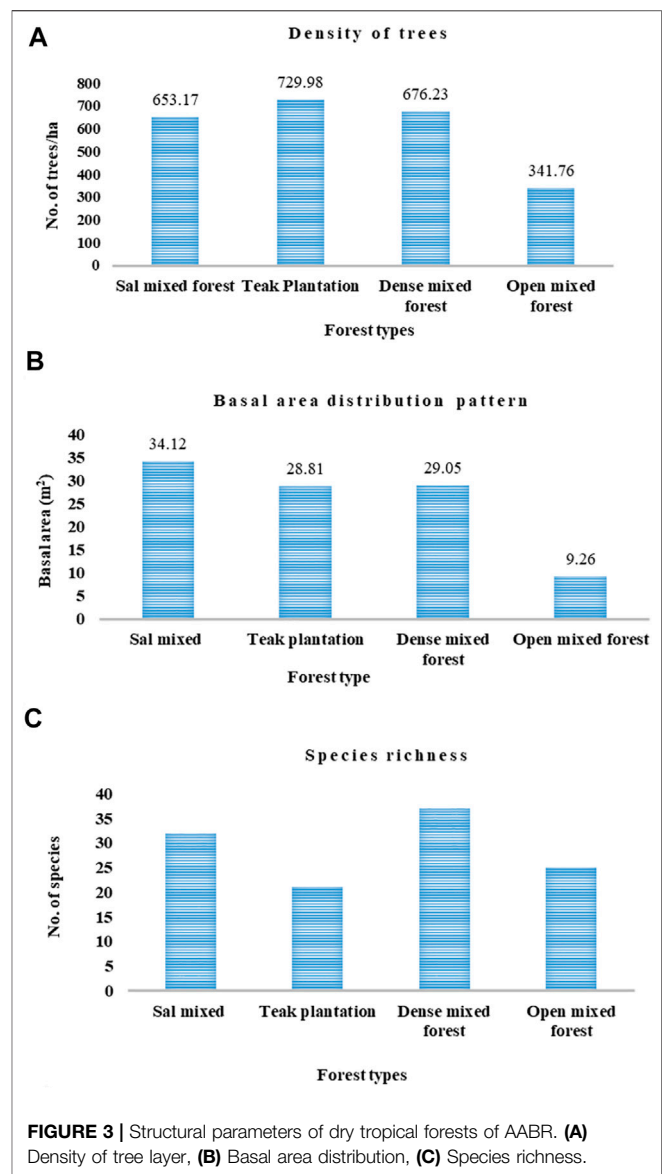 A
Density of trees
No. of trees/ha
800
700
600
500
400
300
200
100
0
653.17
729.98
676.23
341.76
Sal mixed forest Teak Plantation Dense mixed Open mixed
forest forest
Forest types
B
Basal area distribution pattern
Basal area (m²)
40
35
30
25
20
15
10
5
0
34.12
28.81
29.05
9.26
Sal mixed Teak plantation Dense mixed Open mixed forest
forest
Forest type
C
Species richness
No. of species
40
35
30
25
20
15
10
5
0
Sal mixed Teak plantation Dense mixed Open mixed
forest forest
Forest types
FIGURE 3 | Structural parameters of dry tropical forests of AABR. (A)
Density of tree layer, (B) Basal area distribution, (C) Species richness.